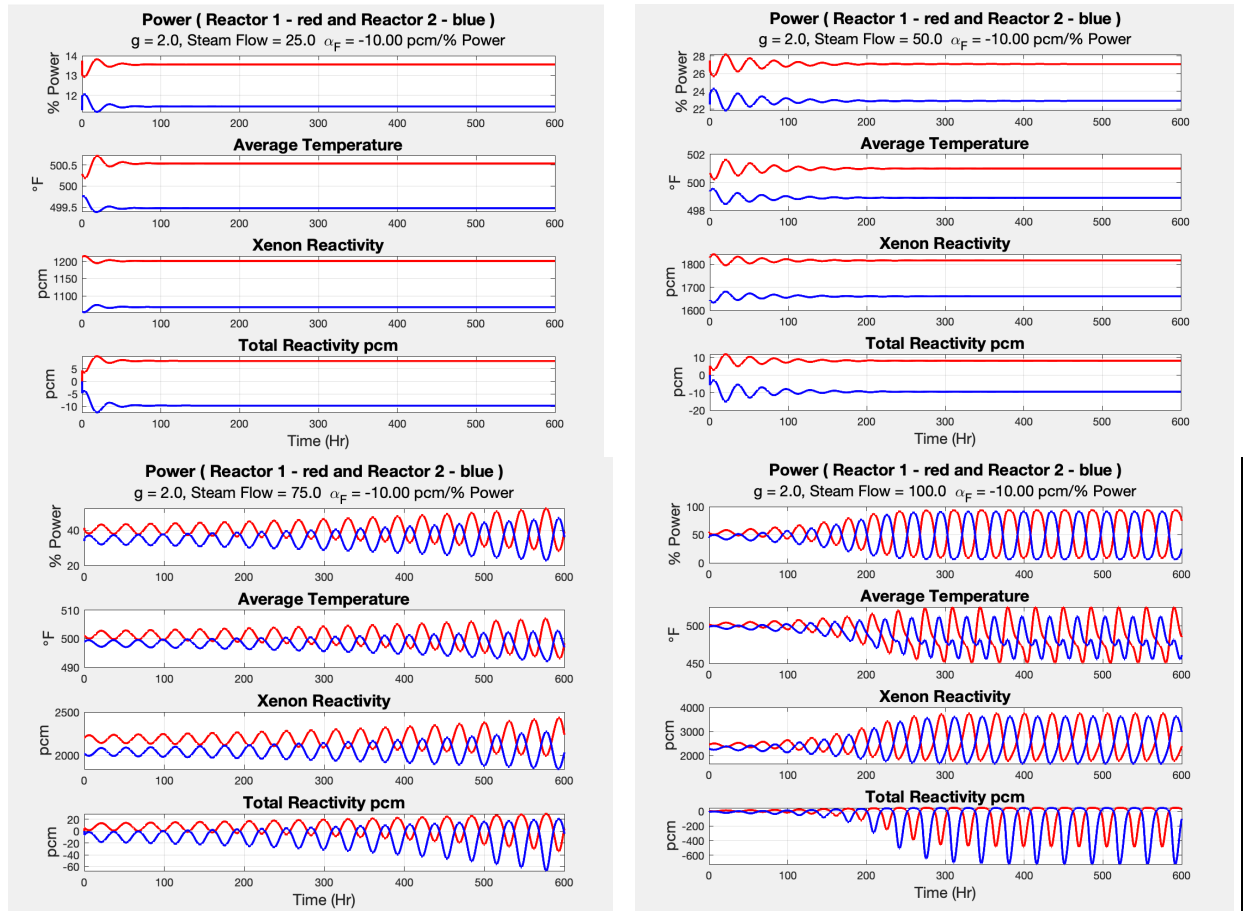 Power ( Reactor 1 - red and Reactor 2 - blue )
g = 2.0, Steam Flow = 25.0 α_F = -10.00 pcm/% Power
% Power
14
13
12
0 100 200 300 400 500 600
Average Temperature
°F
500.5
500
499.5
0 100 200 300 400 500 600
Xenon Reactivity
pcm
1200
1150
1100
0 100 200 300 400 500 600
Total Reactivity pcm
pcm
5
0
-5
-10
0 100 200 300 400 500 600
Time (Hr)
Power ( Reactor 1 - red and Reactor 2 - blue )
g = 2.0, Steam Flow = 50.0 α_F = -10.00 pcm/% Power
% Power
28
26
24
22
0 100 200 300 400 500 600
Average Temperature
°F
502
500
498
0 100 200 300 400 500 600
Xenon Reactivity
pcm
1800
1700
1600
0 100 200 300 400 500 600
Total Reactivity pcm
pcm
10
0
-10
-20
0 100 200 300 400 500 600
Time (Hr)
Power ( Reactor 1 - red and Reactor 2 - blue )
g = 2.0, Steam Flow = 75.0 α_F = -10.00 pcm/% Power
% Power
40
20
0 100 200 300 400 500 600
Average Temperature
°F
510
500
490
0 100 200 300 400 500 600
Xenon Reactivity
pcm
2500
2000
0 100 200 300 400 500 600
Total Reactivity pcm
pcm
20
0
-20
-40
-60
0 100 200 300 400 500 600
Time (Hr)
Power ( Reactor 1 - red and Reactor 2 - blue )
g = 2.0, Steam Flow = 100.0 α_F = -10.00 pcm/% Power
% Power
100
50
0
0 100 200 300 400 500 600
Average Temperature
°F
500
450
0 100 200 300 400 500 600
Xenon Reactivity
pcm
4000
3000
2000
0 100 200 300 400 500 600
Total Reactivity pcm
pcm
0
-200
-400
-600
0 100 200 300 400 500 600
Time (Hr)